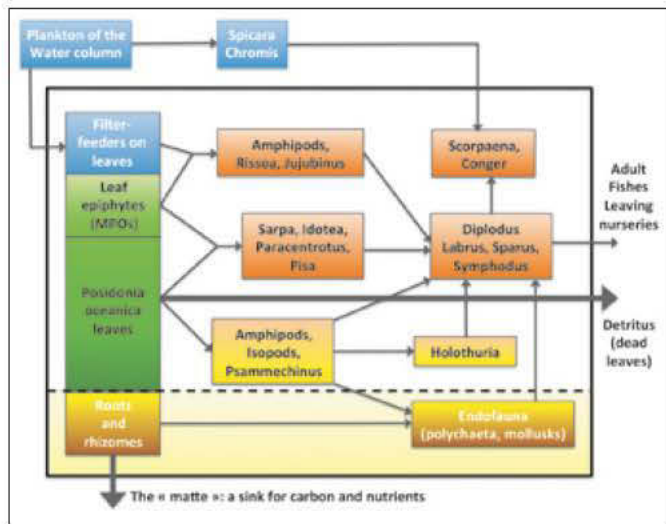 Plankton of the
Water column
Spicara
Chromis
Filter-
feeders on
leaves
Amphipods,
Rissoa, Jujubinus
Scorpaena,
Conger
Adult
Fishes
Leaving
nurseries
Leaf
epiphytes
(MPOs)
Sarpa, Idotea,
Paracentrotus,
Pisa
Diplodus
Labrus, Sparus,
Symphodus
Posidonia
oceanica
leaves
Detritus
(dead
leaves)
Amphipods,
Isopods,
Psammechinus
Holothuria
Roots
and
rhizomes
Endofauna
(polychaeta, mollusks)
The « matte »: a sink for carbon and nutrients